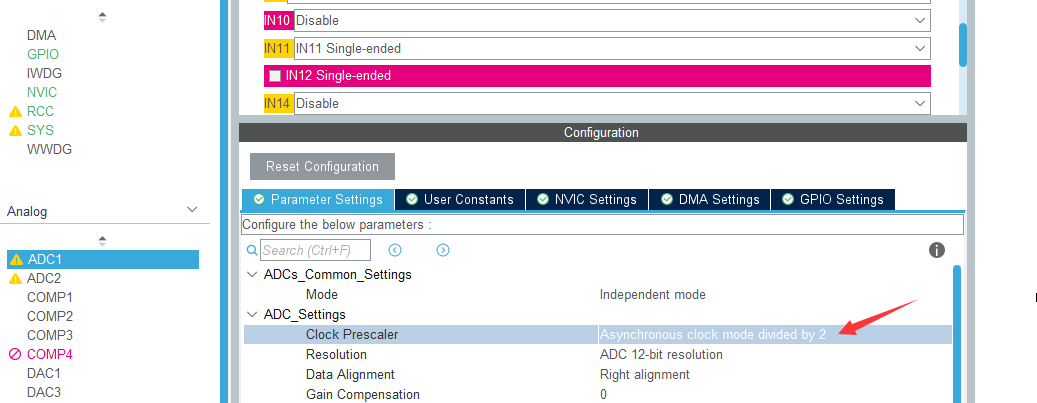 DMA
GPIO
IWDG
NVIC
RCC
SYS
WWDG
Analog
ADC1
ADC2
COMP1
COMP2
COMP3
COMP4
DAC1
DAC3
IN10 Disable
IN11 IN11 Single-ended
IN12 Single-ended
IN14 Disable
Configuration
Reset Configuration
Parameter Settings User Constants NVIC Settings DMA Settings GPIO Settings
Configure the below parameters :
Search (Ctrl+F)
ADCs_Common_Settings
Mode Independent mode
ADC_Settings
Clock Prescaler Asynchronous clock mode divided by 2
Resolution ADC 12-bit resolution
Data Alignment Right alignment
Gain Compensation 0